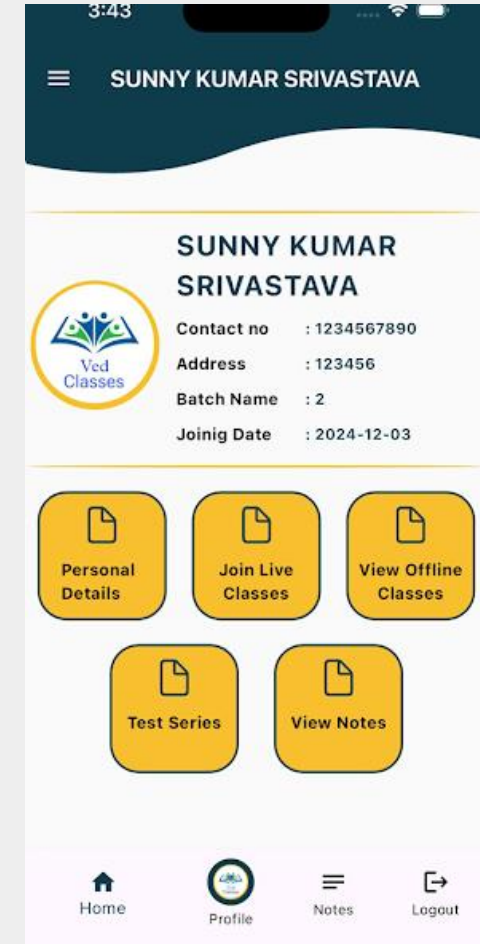 3:43
SUNNY KUMAR SRIVASTAVA
SUNNY KUMAR
SRIVASTAVA
Contact no : 1234567890
Address : 123456
Batch Name : 2
Joinig Date : 2024-12-03
Ved
Classes
Personal
Details
Join Live
Classes
View Offline
Classes
Test Series
View Notes
Home
Profile
Notes
Logout